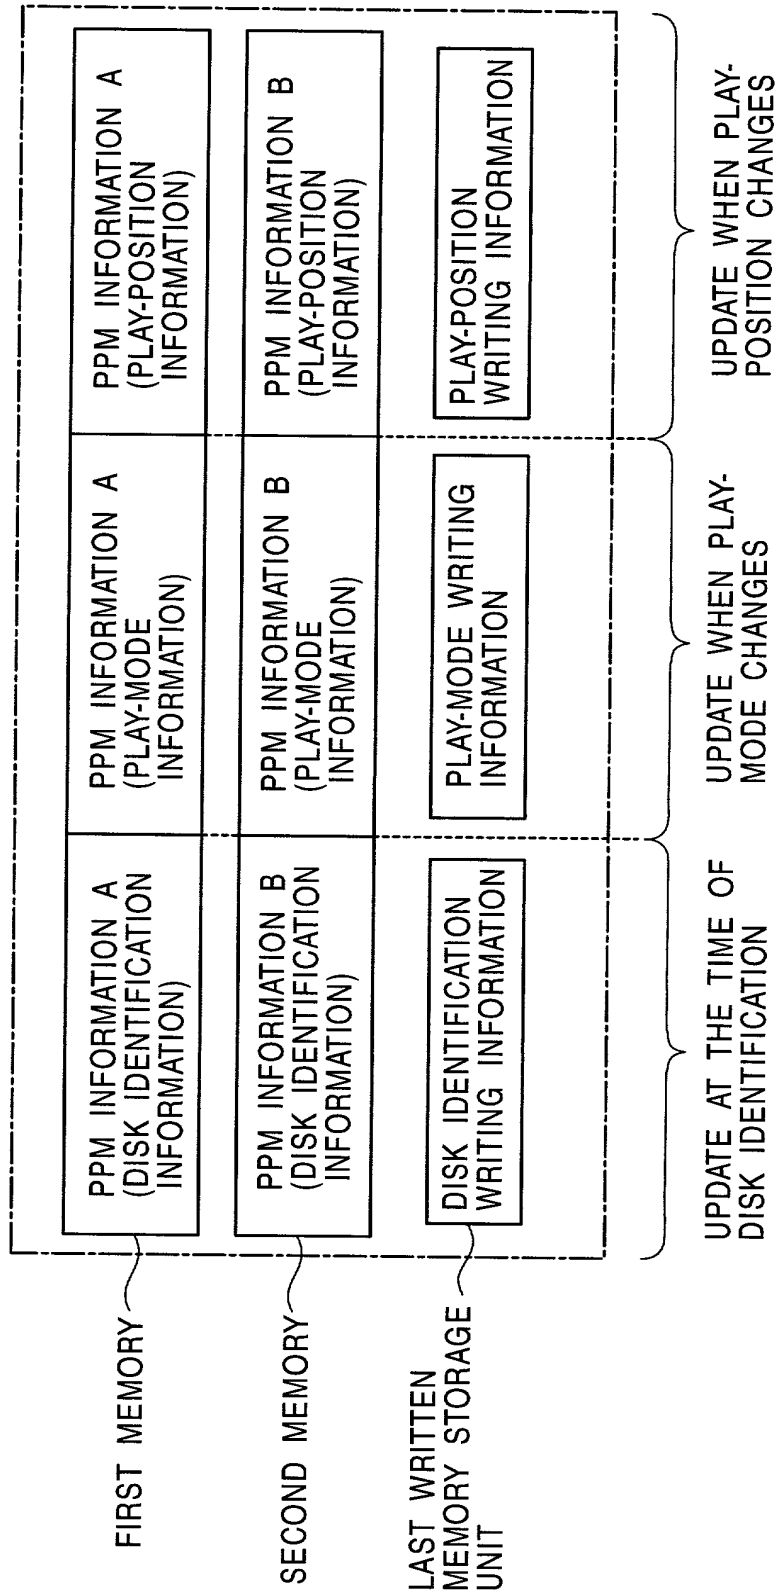 FIRST MEMORY
PPM INFORMATION A
(DISK IDENTIFICATION
INFORMATION)
PPM INFORMATION A
(PLAY-MODE
INFORMATION)
PPM INFORMATION A
(PLAY-POSITION
INFORMATION)
SECOND MEMORY
PPM INFORMATION B
(DISK IDENTIFICATION
INFORMATION)
PPM INFORMATION B
(PLAY-MODE
INFORMATION)
PPM INFORMATION B
(PLAY-POSITION
INFORMATION)
LAST WRITTEN
MEMORY STORAGE
UNIT
DISK IDENTIFICATION
WRITING INFORMATION
PLAY-MODE WRITING
INFORMATION
PLAY-POSITION
WRITING INFORMATION
UPDATE AT THE TIME OF
DISK IDENTIFICATION
UPDATE WHEN PLAY-
MODE CHANGES
UPDATE WHEN PLAY-
POSITION CHANGES